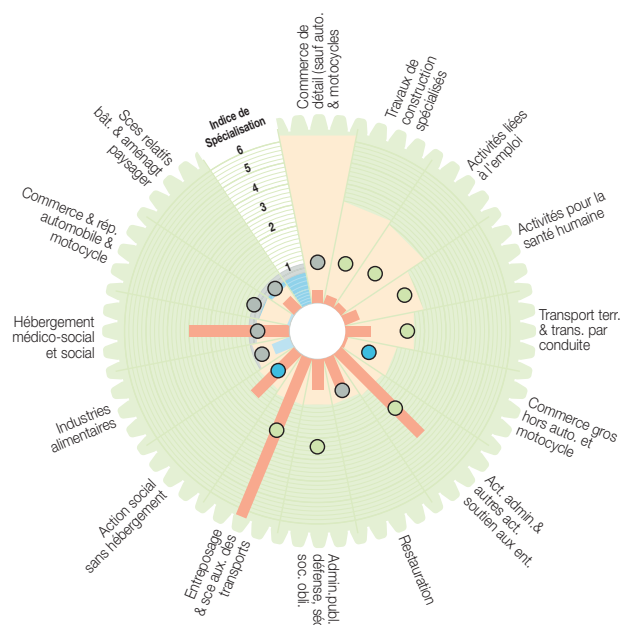 Commerce de
détail (sauf auto.
& motocycles
Travaux de
construction
spécialisés
Activités liées
à l'emploi
Activités pour la
santé humaine
Transport terr.
& trans. par
conduite
Commerce gros
hors auto. et
motocycle
Act. admin.&
autres act.
soutien aux ent.
Restauration
Admin.publ.
défense, séc
soc. obli.
Entreposage
& sce aux. des
transports
Action social
sans hébergement
Industries
alimentaires
Hébergement
médico-social
et social
Commerce & rép.
automobile &
motocycle
Sces relatifs
bât. & aménagt
paysager
Indice de
Spécialisation
6
5
4
3
2
1